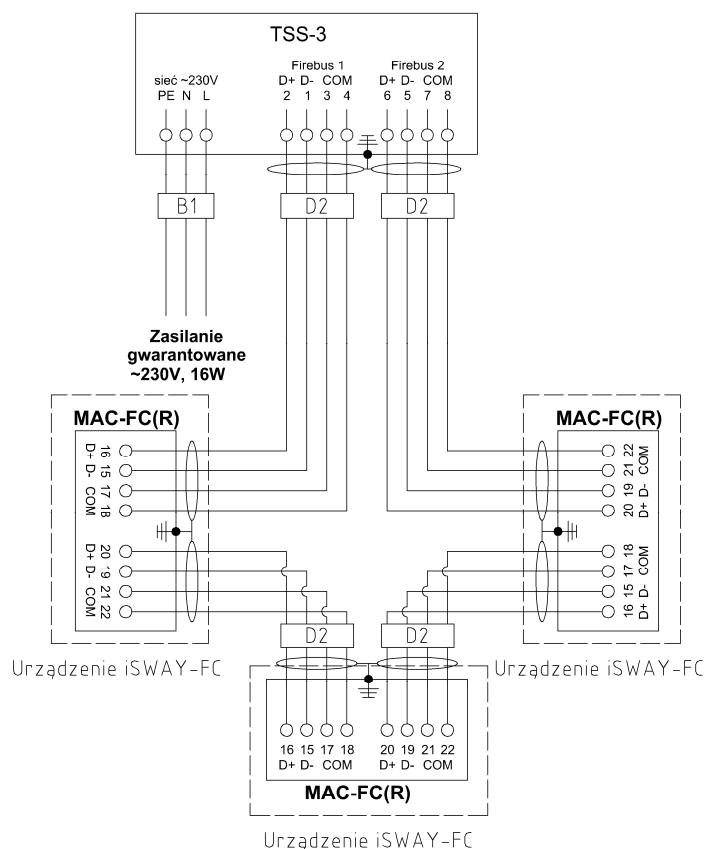 TSS-3
Firebus 1
Firebus 2
sieć ~230V
D+ D- COM
D+ D- COM
PE N L
2 1 3 4
6 5 7 8
B1
D2
D2
Zasilanie
gwarantowane
~230V, 16W
MAC-FC(R)
D+ 16
D- 15
COM 17
18
D+ 20
D- 19
COM 21
22
Urządzenie iSWAY-FC
MAC-FC(R)
22
21 COM
19 D-
20 D+
18
17 COM
15 D-
16 D+
Urządzenie iSWAY-FC
D2
D2
16 15 17 18
20 19 21 22
D+ D- COM
D+ D- COM
MAC-FC(R)
Urządzenie iSWAY-FC